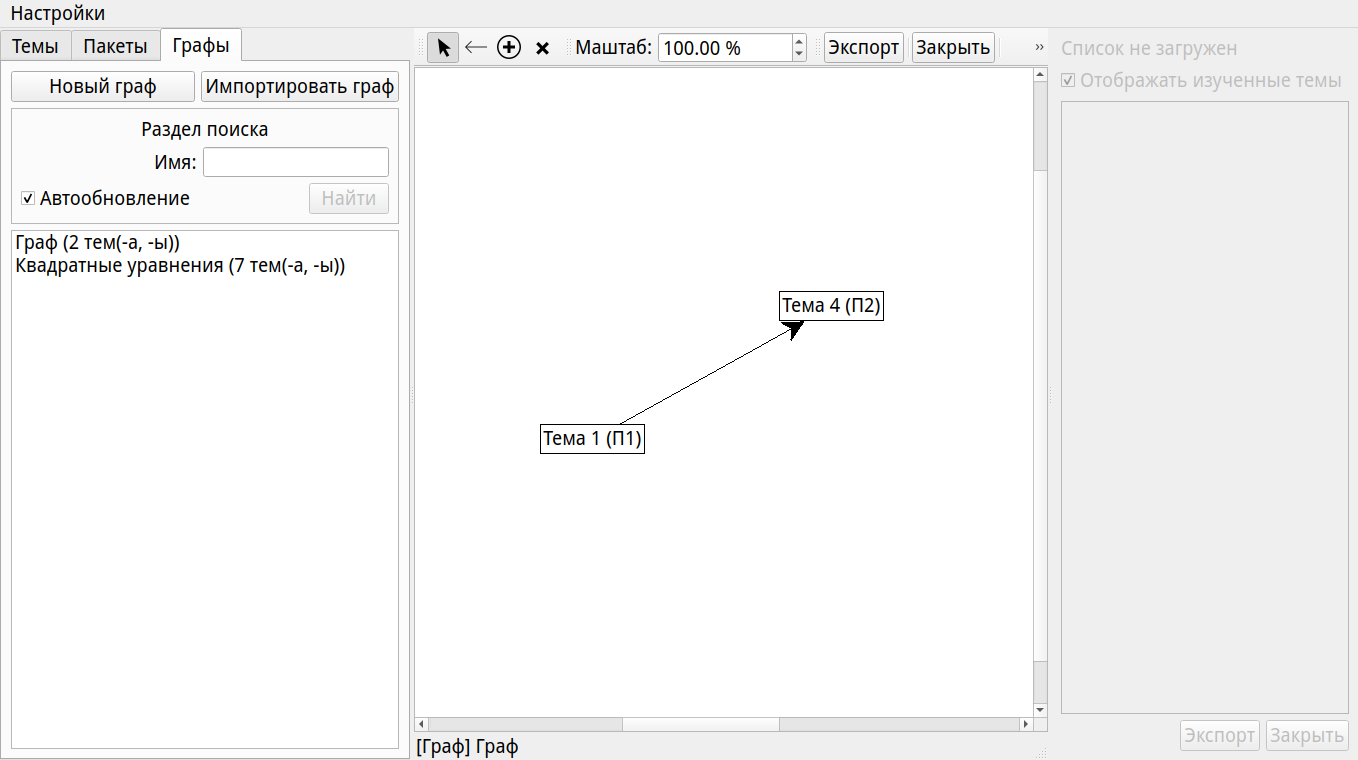 Настройки
Темы Пакеты Графы
Новый граф Импортировать граф
Раздел поиска
Имя:
Автообновление Найти
Граф (2 тем(-а, -ы))
Квадратные уравнения (7 тем(-а, -ы))
Масштаб: 100.00 % Экспорт Закрыть »
Тема 4 (П2)
Тема 1 (П1)
[Граф] Граф
Список не загружен
Отображать изученные темы
Экспорт Закрыть